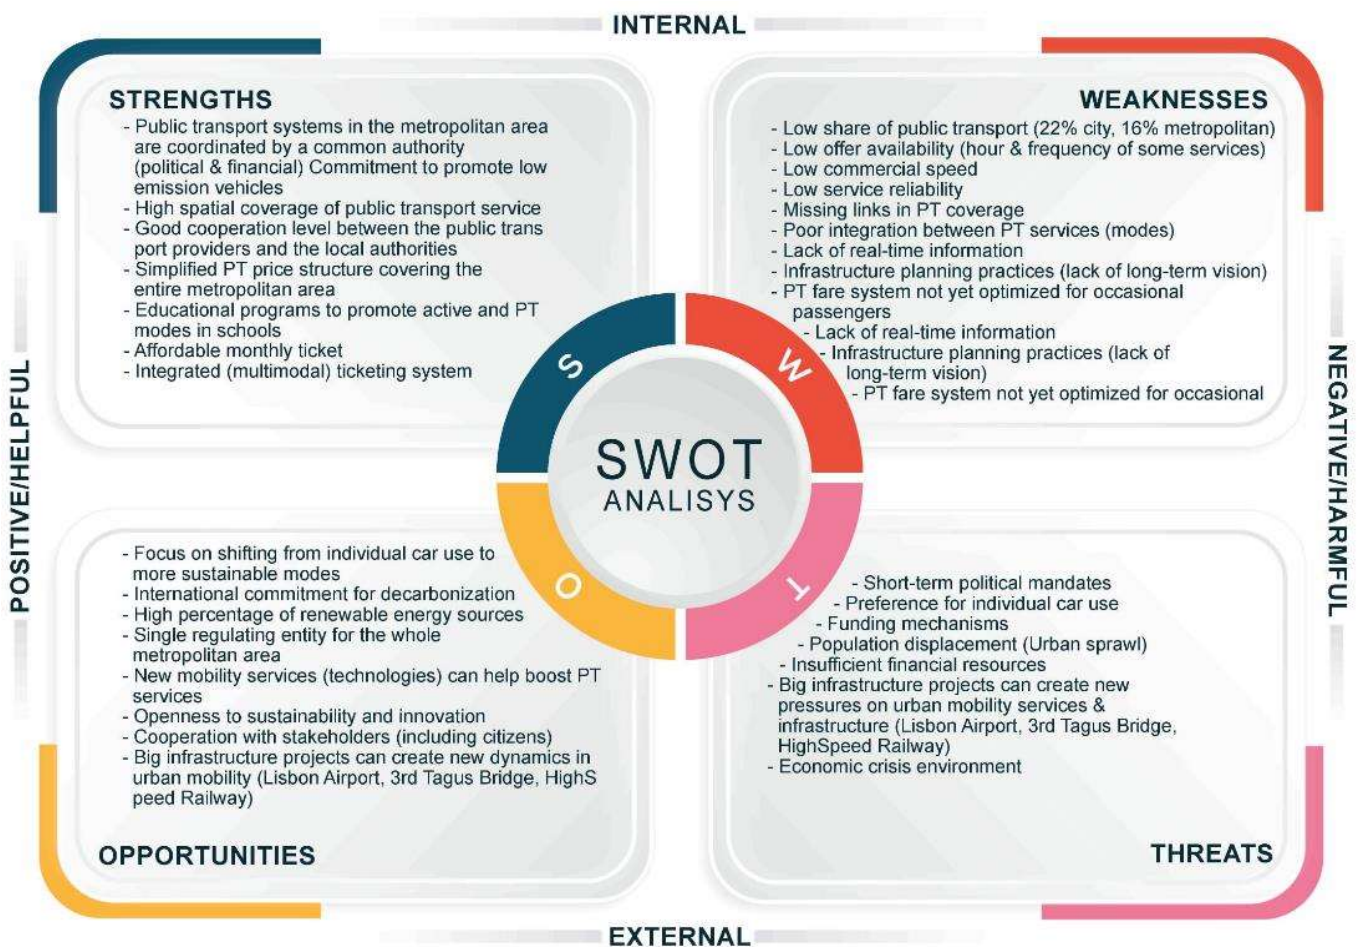 INTERNAL
STRENGTHS
- Public transport systems in the metropolitan area
are coordinated by a common authority
(political & financial) Commitment to promote low
emission vehicles
- High spatial coverage of public transport service
- Good cooperation level between the public trans
port providers and the local authorities
- Simplified PT price structure covering the
entire metropolitan area
- Educational programs to promote active and PT
modes in schools
- Affordable monthly ticket
- Integrated (multimodal) ticketing system
WEAKNESSES
- Low share of public transport (22% city, 16% metropolitan)
- Low offer availability (hour & frequency of some services)
- Low commercial speed
- Low service reliability
- Missing links in PT coverage
- Poor integration between PT services (modes)
- Lack of real-time information
- Infrastructure planning practices (lack of long-term vision)
- PT fare system not yet optimized for occasional
passengers
- Lack of real-time information
- Infrastructure planning practices (lack of
long-term vision)
- PT fare system not yet optimized for occasional
POSITIVE/HELPFUL
NEGATIVE/HARMFUL
S
W
SWOT
ANALISYS
O
T
- Focus on shifting from individual car use to
more sustainable modes
- International commitment for decarbonization
- High percentage of renewable energy sources
- Single regulating entity for the whole
metropolitan area
- New mobility services (technologies) can help boost PT
services
- Openness to sustainability and innovation
- Cooperation with stakeholders (including citizens)
- Big infrastructure projects can create new dynamics in
urban mobility (Lisbon Airport, 3rd Tagus Bridge, HighS
peed Railway)
OPPORTUNITIES
- Short-term political mandates
- Preference for individual car use
- Funding mechanisms
- Population displacement (Urban sprawl)
- Insufficient financial resources
- Big infrastructure projects can create new
pressures on urban mobility services &
infrastructure (Lisbon Airport, 3rd Tagus Bridge,
HighSpeed Railway)
- Economic crisis environment
THREATS
EXTERNAL